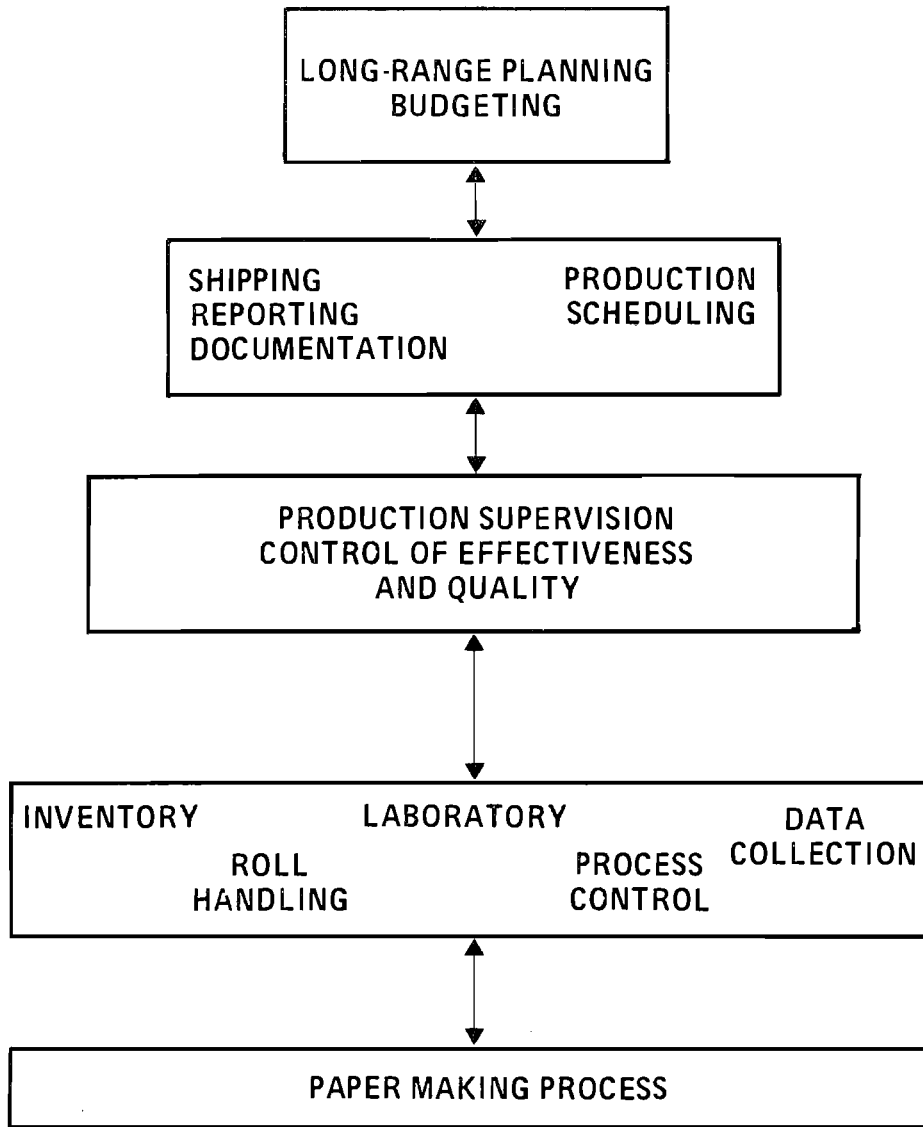 LONG-RANGE PLANNING
BUDGETING
SHIPPING
REPORTING
DOCUMENTATION
PRODUCTION
SCHEDULING
PRODUCTION SUPERVISION
CONTROL OF EFFECTIVENESS
AND QUALITY
INVENTORY
ROLL
HANDLING
LABORATORY
PROCESS
CONTROL
DATA
COLLECTION
PAPER MAKING PROCESS